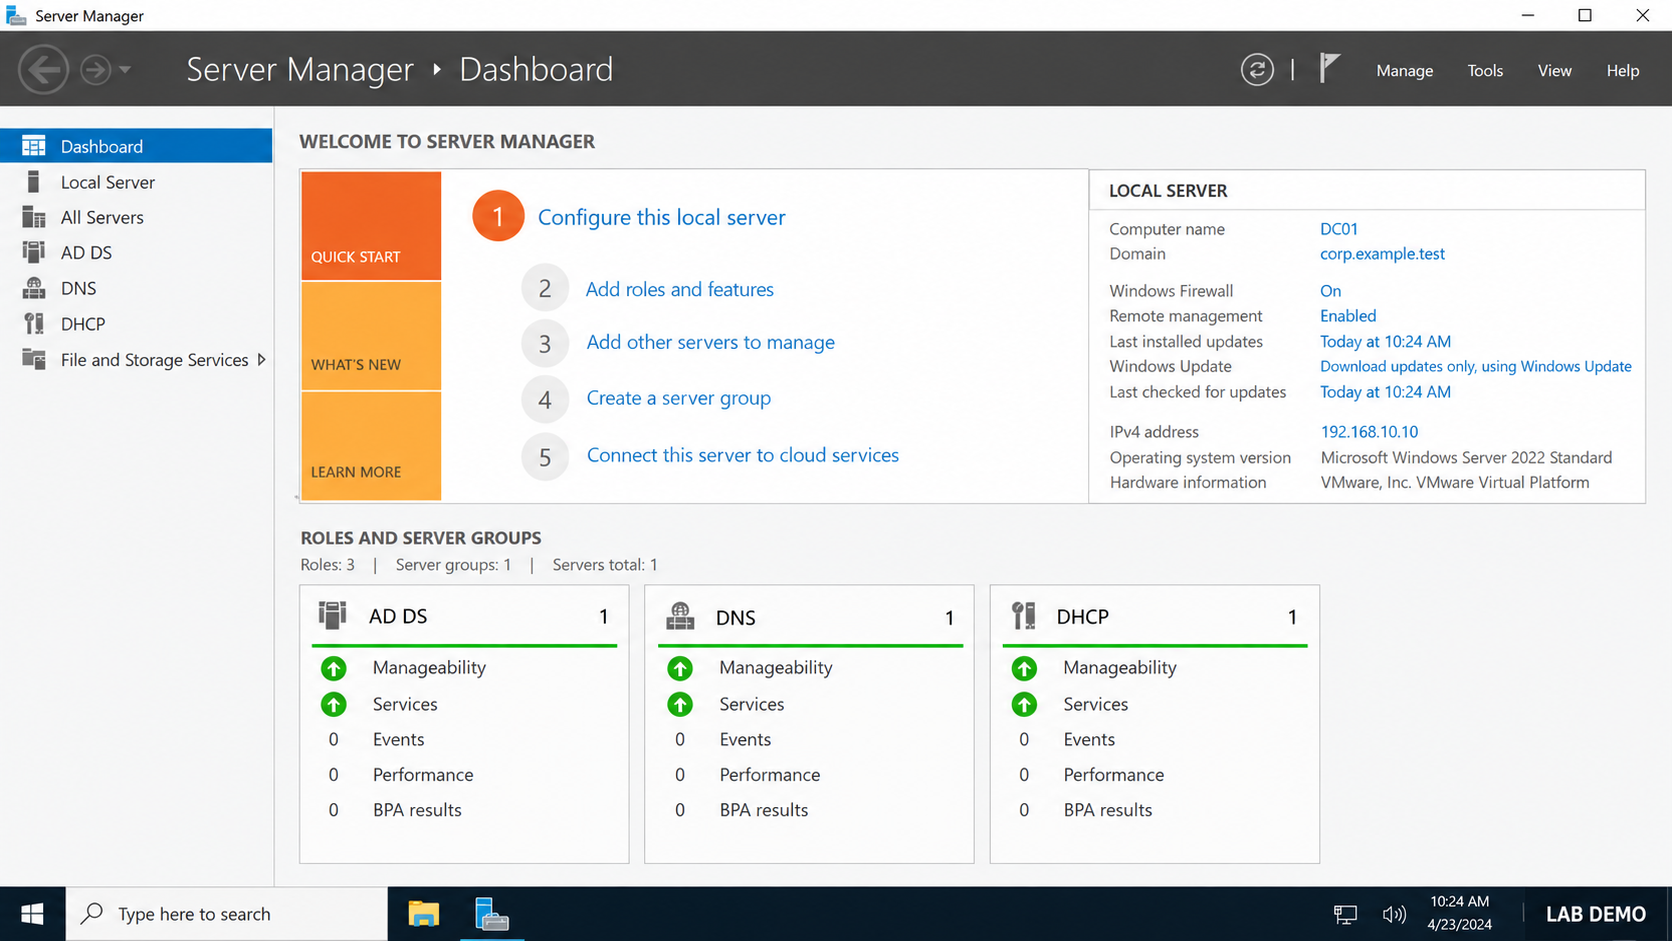 Server Manager
Server Manager Dashboard
Manage Tools View Help
Dashboard
Local Server
All Servers
AD DS
DNS
DHCP
File and Storage Services
WELCOME TO SERVER MANAGER
QUICK START
WHAT'S NEW
LEARN MORE
1 Configure this local server
2 Add roles and features
3 Add other servers to manage
4 Create a server group
5 Connect this server to cloud services
LOCAL SERVER
Computer name DC01
Domain corp.example.test
Windows Firewall On
Remote management Enabled
Last installed updates Today at 10:24 AM
Windows Update Download updates only, using Windows Update
Last checked for updates Today at 10:24 AM
IPv4 address 192.168.10.10
Operating system version Microsoft Windows Server 2022 Standard
Hardware information VMware, Inc. VMware Virtual Platform
ROLES AND SERVER GROUPS
Roles: 3 | Server groups: 1 | Servers total: 1
AD DS 1
Manageability
Services
0 Events
0 Performance
0 BPA results
DNS 1
Manageability
Services
0 Events
0 Performance
0 BPA results
DHCP 1
Manageability
Services
0 Events
0 Performance
0 BPA results
Type here to search
10:24 AM
4/23/2024
LAB DEMO